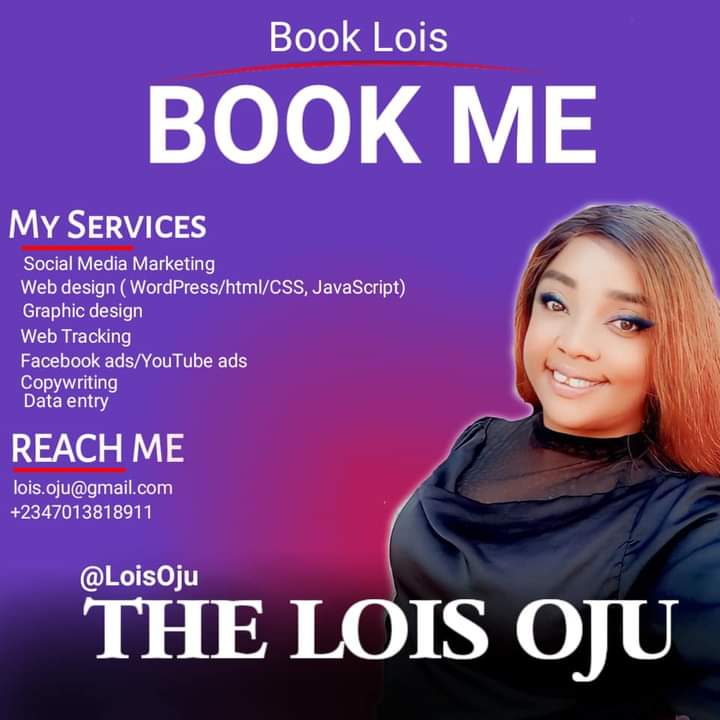 Book Lois
BOOK ME
MY SERVICES
Social Media Marketing
Web design ( WordPress/html/CSS, JavaScript)
Graphic design
Web Tracking
Facebook ads/YouTube ads
Copywriting
Data entry
REACH ME
lois.oju@gmail.com
+2347013818911
@LoisOju
THE LOIS OJU